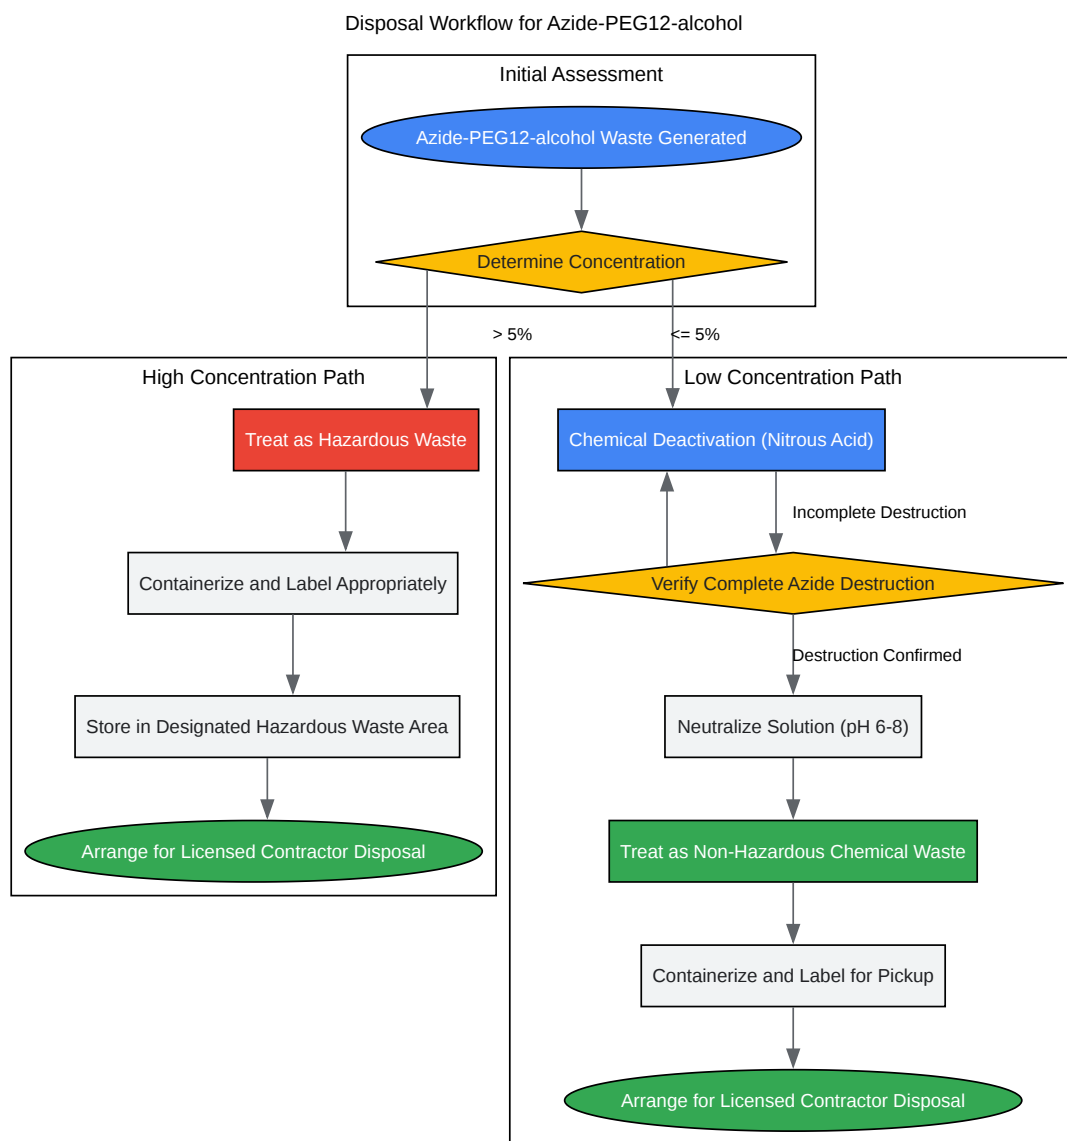 Disposal Workflow for Azide-PEG12-alcohol
Initial Assessment
Azide-PEG12-alcohol Waste Generated
Determine Concentration
> 5%
<= 5%
High Concentration Path
Treat as Hazardous Waste
Containerize and Label Appropriately
Store in Designated Hazardous Waste Area
Arrange for Licensed Contractor Disposal
Low Concentration Path
Chemical Deactivation (Nitrous Acid)
Incomplete Destruction
Verify Complete Azide Destruction
Destruction Confirmed
Neutralize Solution (pH 6-8)
Treat as Non-Hazardous Chemical Waste
Containerize and Label for Pickup
Arrange for Licensed Contractor Disposal